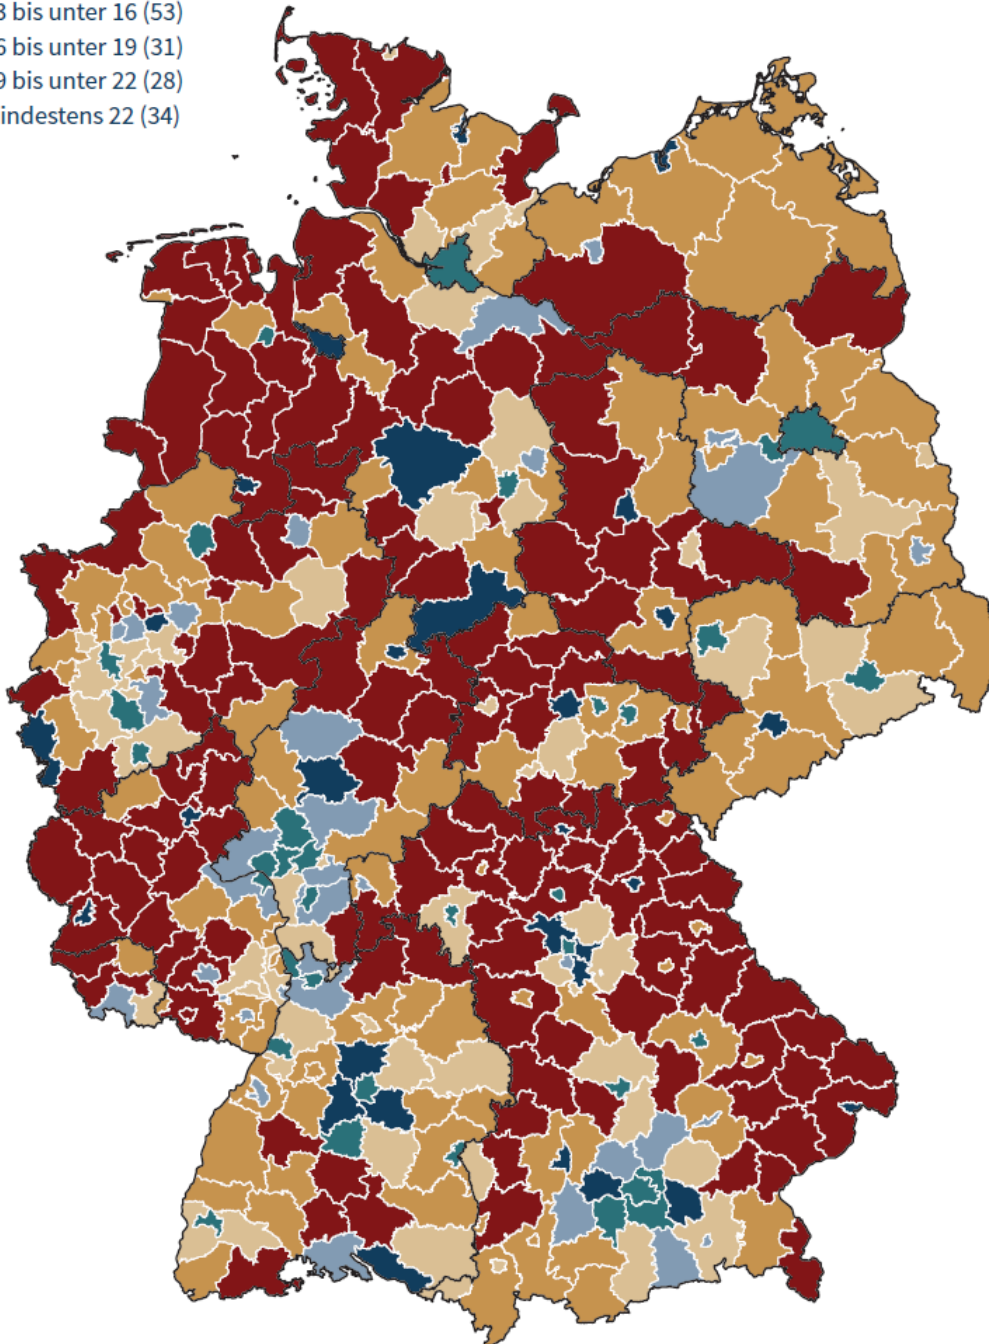 3 bis unter 16 (53)
6 bis unter 19 (31)
9 bis unter 22 (28)
indestens 22 (34)